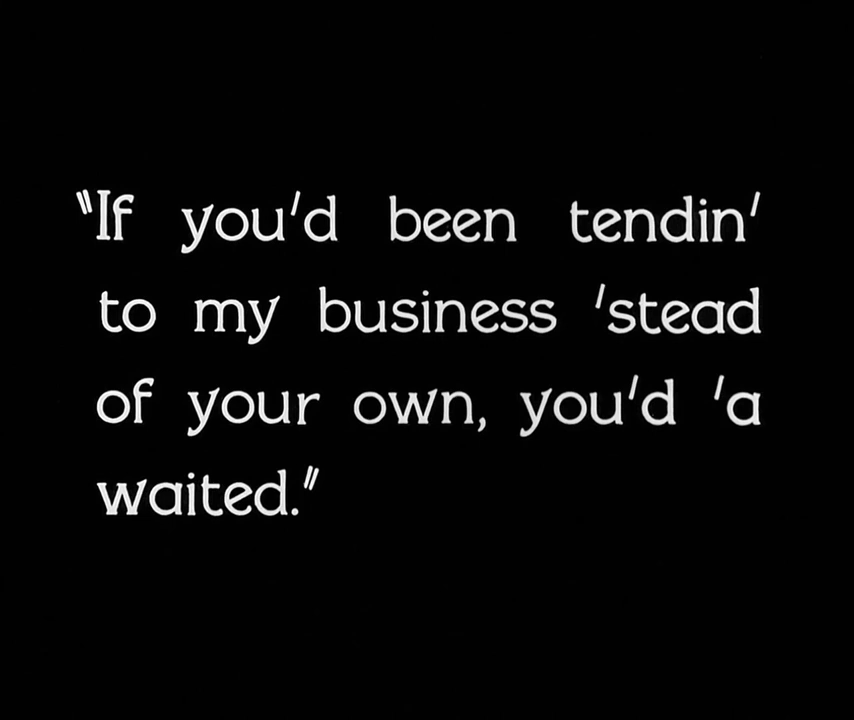 "If you'd been tendin'
to my business 'stead
of your own, you'd 'a
waited."